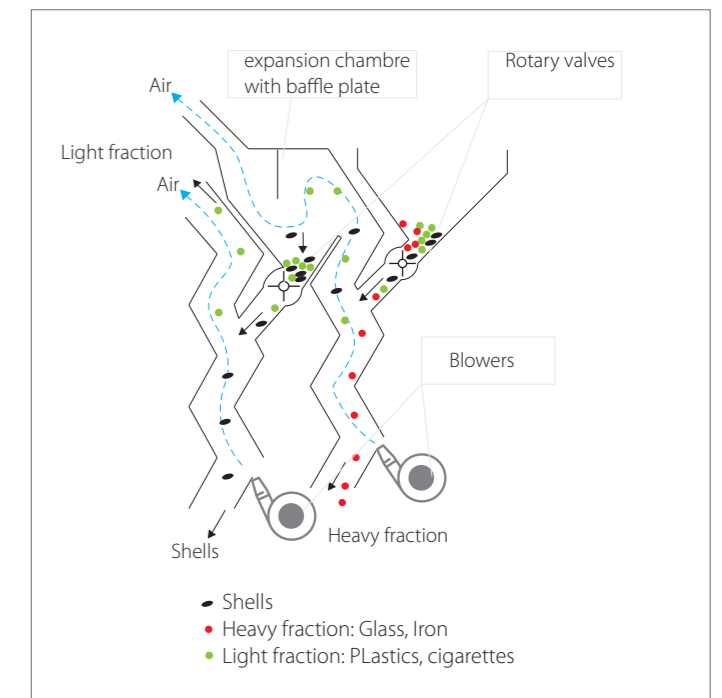 expansion chambre
with baffle plate
Rotary valves
Air
Light fraction
Air
Blowers
Heavy fraction
Shells
Shells
Heavy fraction: Glass, Iron
Light fraction: PLastics, cigarettes